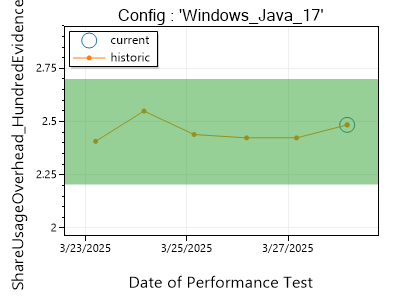 Config : 'Windows_Java_17'
current
historic
ShareUsageOverhead_HundredEvidence
2.75
2.5
2.25
2
3/23/2025
3/25/2025
3/27/2025
Date of Performance Test